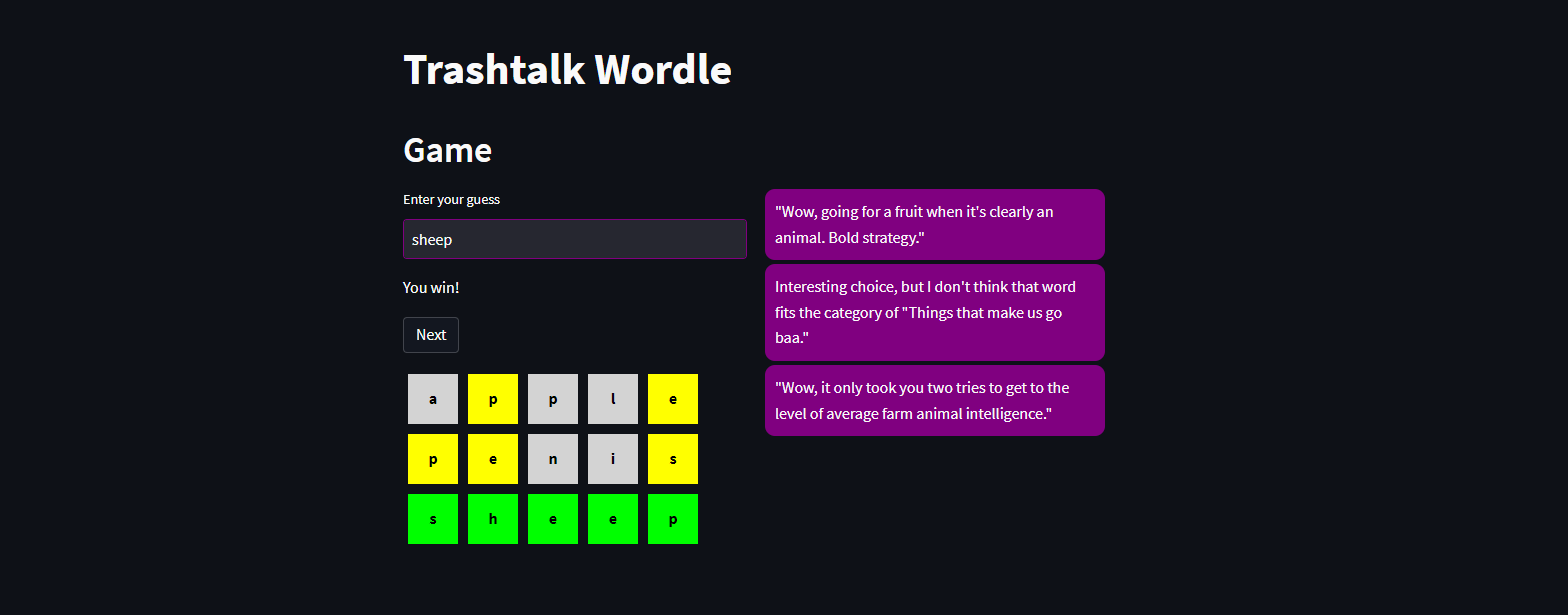 Trashtalk Wordle
Game
Enter your guess
sheep
You win!
Next
a p p l e
p e n i s
s h e e p
"Wow, going for a fruit when it's clearly an
animal. Bold strategy."
Interesting choice, but I don't think that word
fits the category of "Things that make us go
baa."
"Wow, it only took you two tries to get to the
level of average farm animal intelligence."